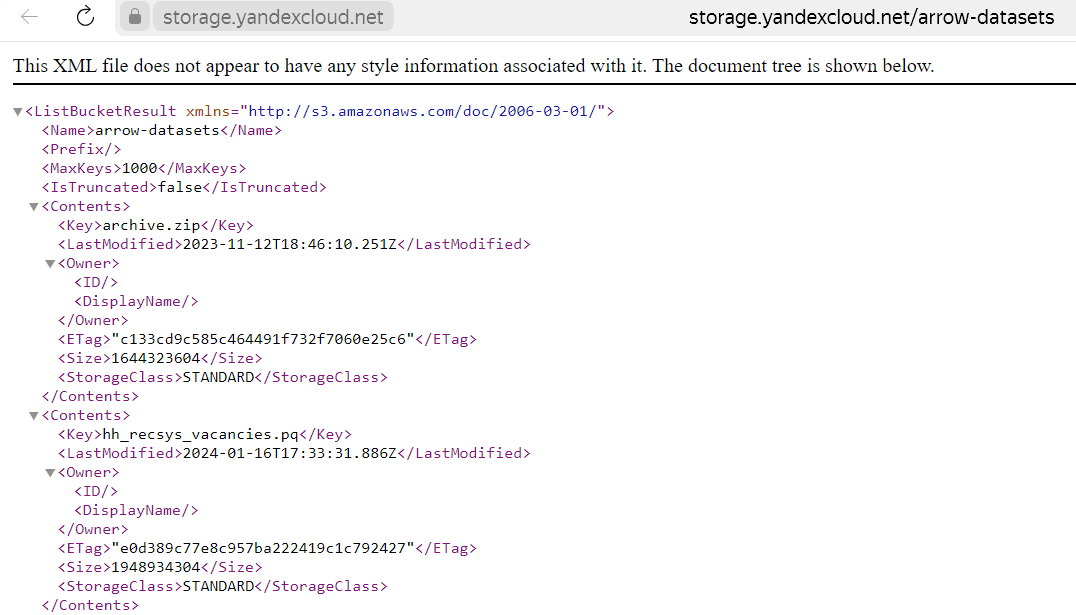 storage.yandexcloud.net storage.yandexcloud.net/arrow-datasets
This XML file does not appear to have any style information associated with it. The document tree is shown below.
<ListBucketResult xmlns="http://s3.amazonaws.com/doc/2006-03-01/">
<Name>arrow-datasets</Name>
<Prefix/>
<MaxKeys>1000</MaxKeys>
<IsTruncated>false</IsTruncated>
<Contents>
<Key>archive.zip</Key>
<LastModified>2023-11-12T18:46:10.251Z</LastModified>
<Owner>
<ID/>
<DisplayName/>
</Owner>
<ETag>"c133cd9c585c464491f732f7060e25c6"</ETag>
<Size>1644323604</Size>
<StorageClass>STANDARD</StorageClass>
</Contents>
<Contents>
<Key>hh_recsys_vacancies.pq</Key>
<LastModified>2024-01-16T17:33:31.886Z</LastModified>
<Owner>
<ID/>
<DisplayName/>
</Owner>
<ETag>"e0d389c77e8c957ba222419c1c792427"</ETag>
<Size>1948934304</Size>
<StorageClass>STANDARD</StorageClass>
</Contents>